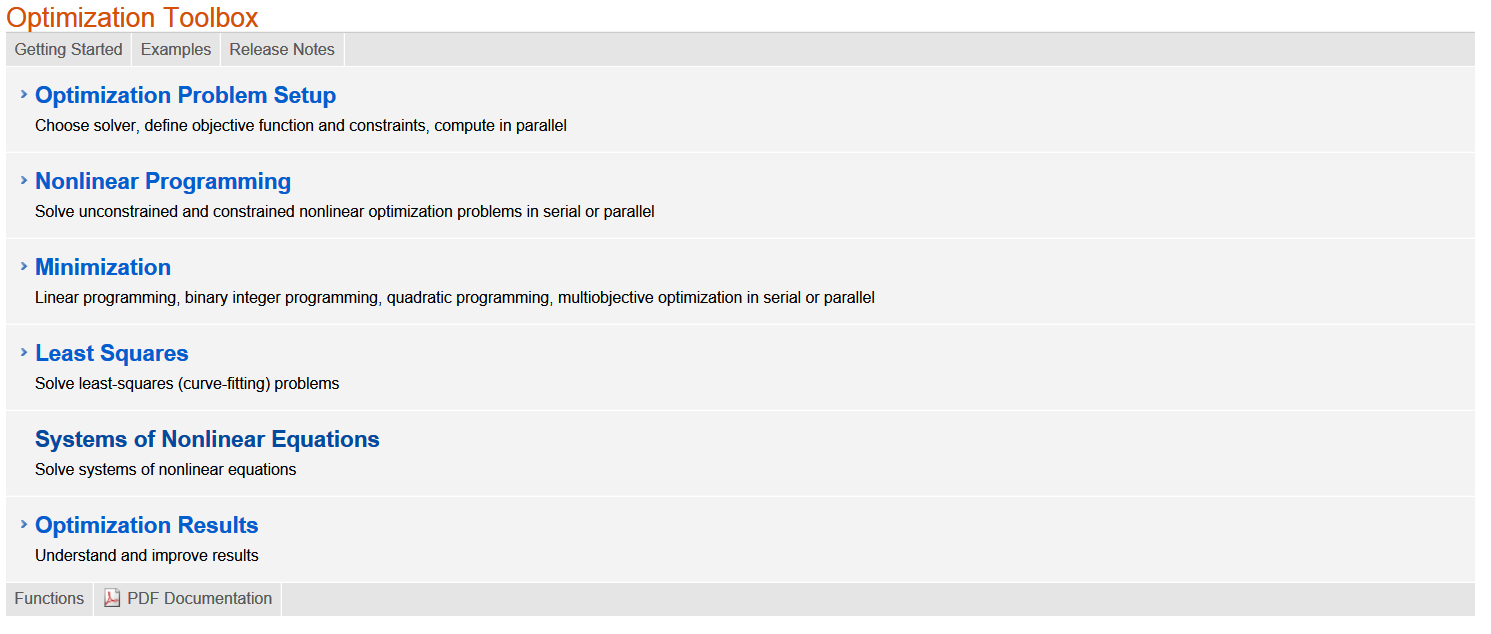 Optimization Toolbox
Getting Started Examples Release Notes
Optimization Problem Setup
Choose solver, define objective function and constraints, compute in parallel
Nonlinear Programming
Solve unconstrained and constrained nonlinear optimization problems in serial or parallel
Minimization
Linear programming, binary integer programming, quadratic programming, multiobjective optimization in serial or parallel
Least Squares
Solve least-squares (curve-fitting) problems
Systems of Nonlinear Equations
Solve systems of nonlinear equations
Optimization Results
Understand and improve results
Functions PDF Documentation